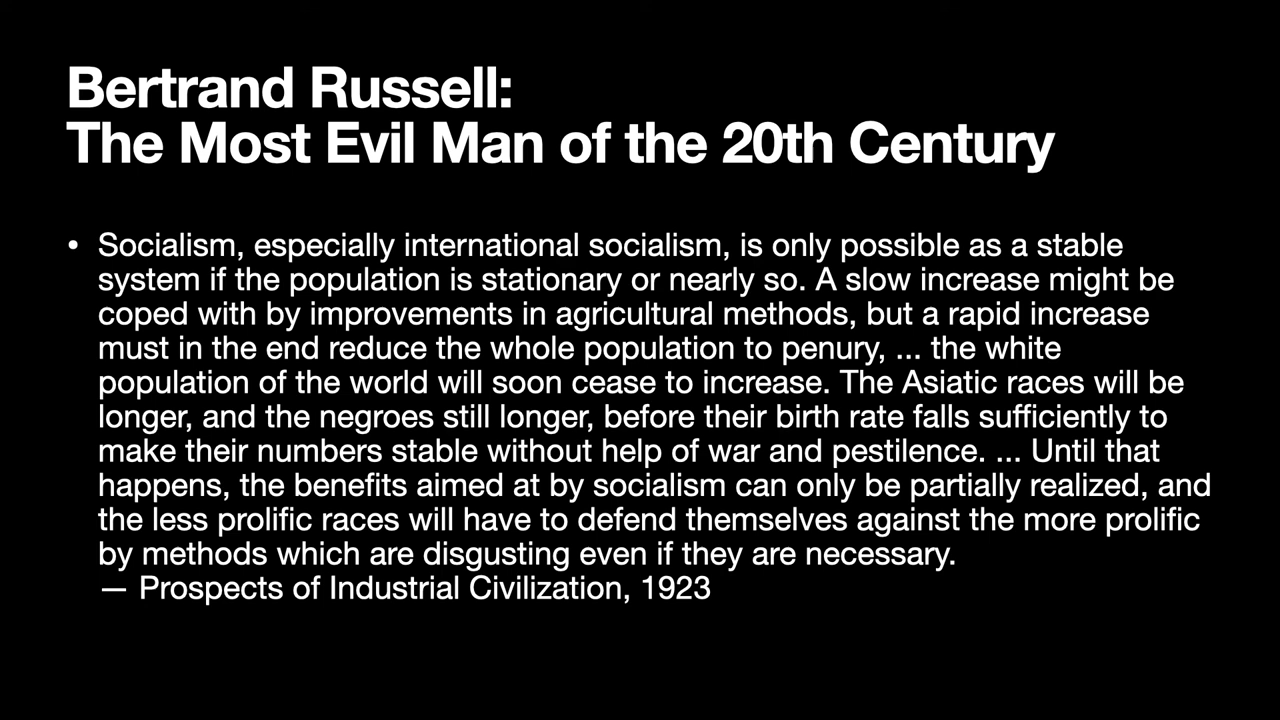 Bertrand Russell:
The Most Evil Man of the 20th Century
• Socialism, especially international socialism, is only possible as a stable
system if the population is stationary or nearly so. A slow increase might be
coped with by improvements in agricultural methods, but a rapid increase
must in the end reduce the whole population to penury, ... the white
population of the world will soon cease to increase. The Asiatic races will be
longer, and the negroes still longer, before their birth rate falls sufficiently to
make their numbers stable without help of war and pestilence. ... Until that
happens, the benefits aimed at by socialism can only be partially realized, and
the less prolific races will have to defend themselves against the more prolific
by methods which are disgusting even if they are necessary.
— Prospects of Industrial Civilization, 1923